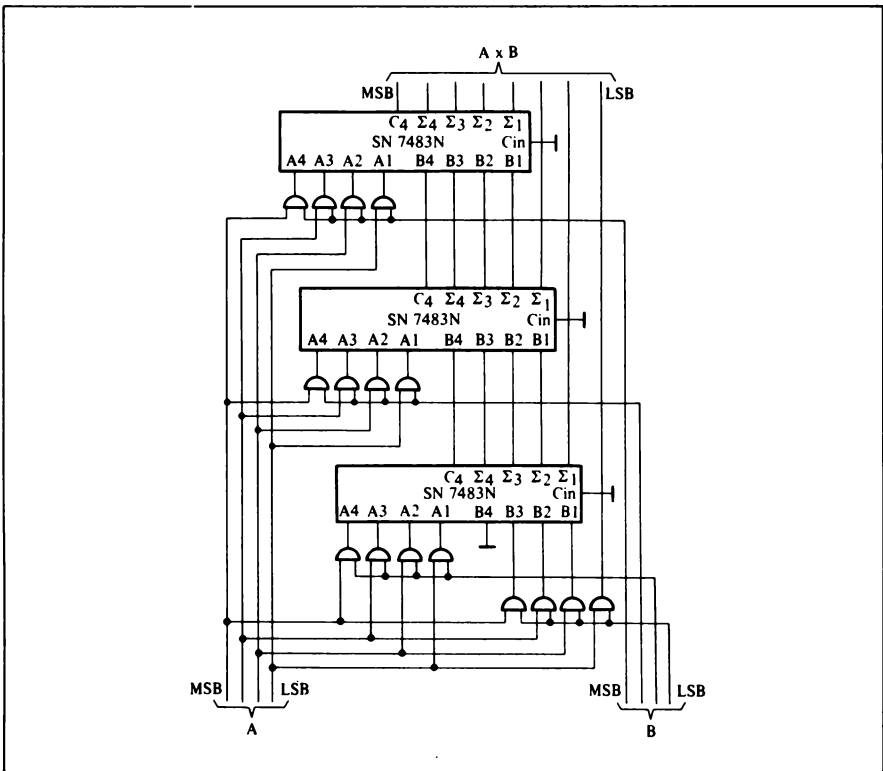 A x B
MSB LSB
C4 Σ4 Σ3 Σ2 Σ1
SN 7483N Cin
A4 A3 A2 A1 B4 B3 B2 B1
C4 Σ4 Σ3 Σ2 Σ1
SN 7483N Cin
A4 A3 A2 A1 B4 B3 B2 B1
C4 Σ4 Σ3 Σ2 Σ1
SN 7483N Cin
A4 A3 A2 A1 B4 B3 B2 B1
MSB LSB MSB LSB
A B